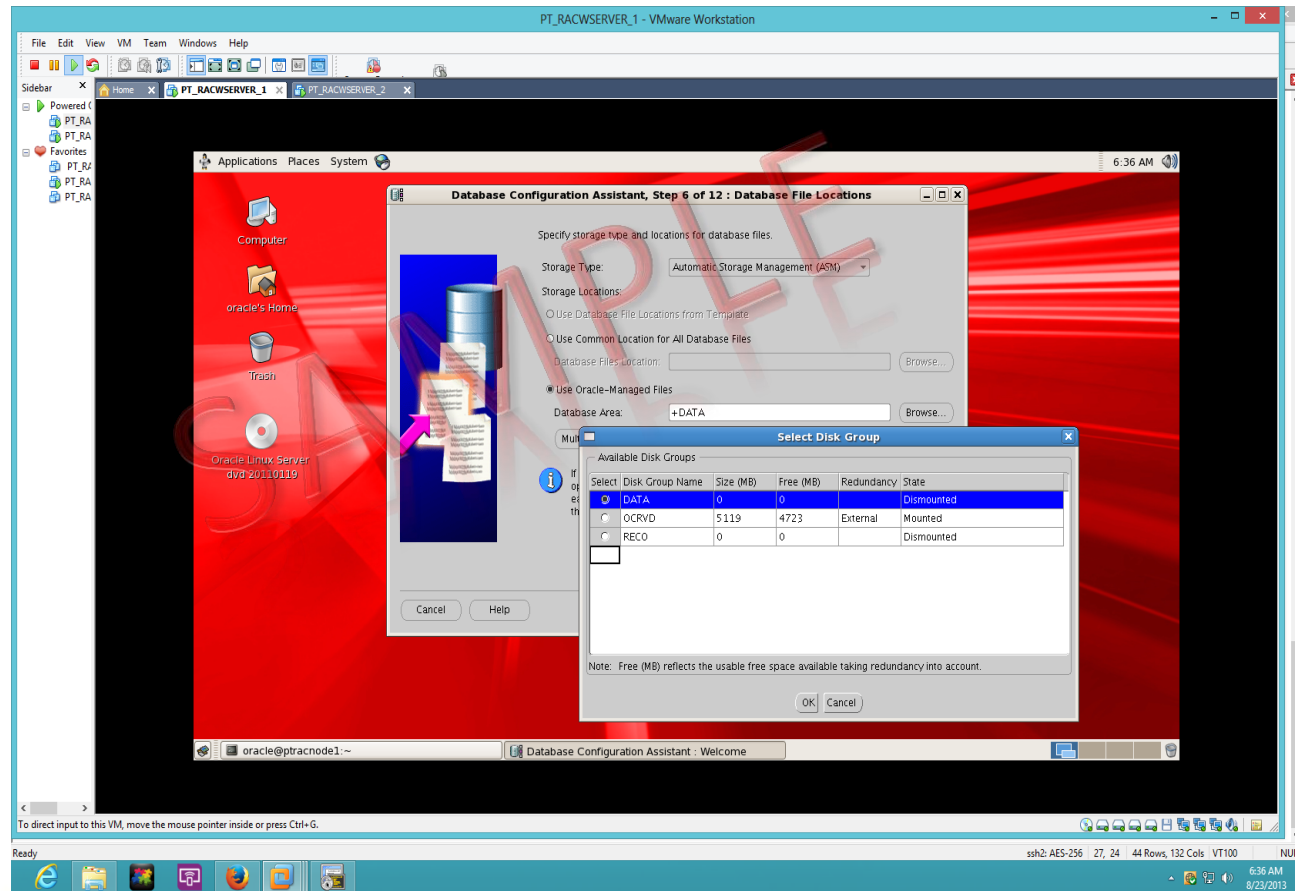 PT_RACWSERVER_1 - VMware Workstation
File Edit View VM Team Windows Help
Sidebar X
Home X PT_RACWSERVER_1 X PT_RACWSERVER_2 X
Powered (
PT_RA
PT_RA
Favorites
PT_RA
PT_RA
PT_RA
Applications Places System
6:36 AM
Computer
oracle's Home
Trash
Oracle Linux Server
dvd 20110119
SAMPLE
Database Configuration Assistant, Step 6 of 12 : Database File Locations
Specify storage type and locations for database files.
Storage Type: Automatic Storage Management (ASM)
Storage Locations:
Use Database File Locations from Template
Use Common Location for All Database Files
Database Files Location: Browse...
Use Oracle-Managed Files
Database Area: +DATA Browse...
Mul
If
op
ea
th
Cancel Help
Select Disk Group X
Available Disk Groups
Select Disk Group Name Size (MB) Free (MB) Redundancy State
DATA 0 0 Dismounted
OCRVD 5119 4723 External Mounted
RECO 0 0 Dismounted
Note: Free (MB) reflects the usable free space available taking redundancy into account.
OK Cancel
oracle@ptracnode1:~
Database Configuration Assistant : Welcome
To direct input to this VM, move the mouse pointer inside or press Ctrl+G.
Ready
ssh2: AES-256 27, 24 44 Rows, 132 Cols VT100 NU
6:36 AM
8/23/2013